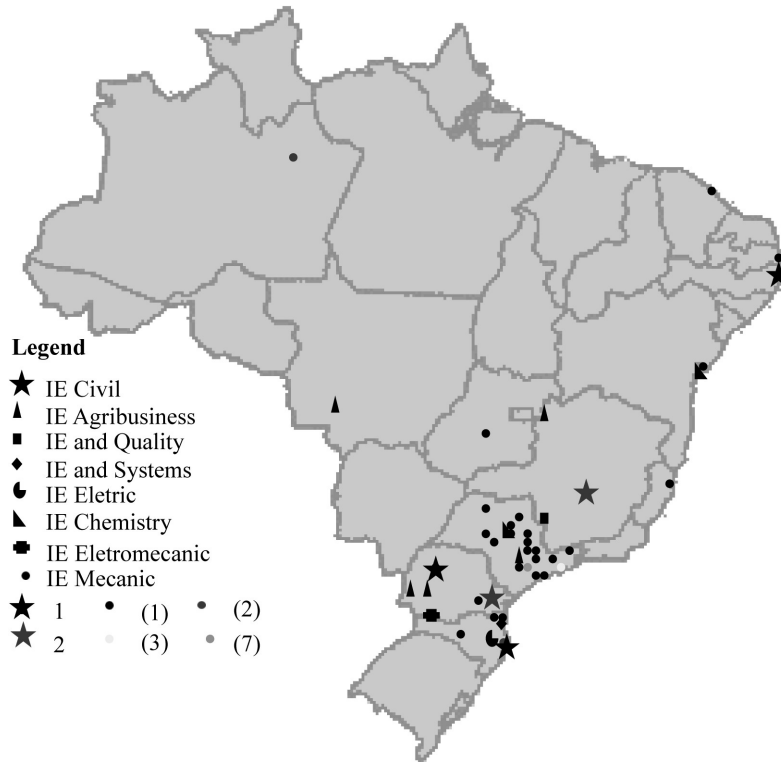 Legend
IE Civil
IE Agribusiness
IE and Quality
IE and Systems
IE Eletric
IE Chemistry
IE Eletromecanic
IE Mecanic
1 (1) (2)
2 (3) (7)